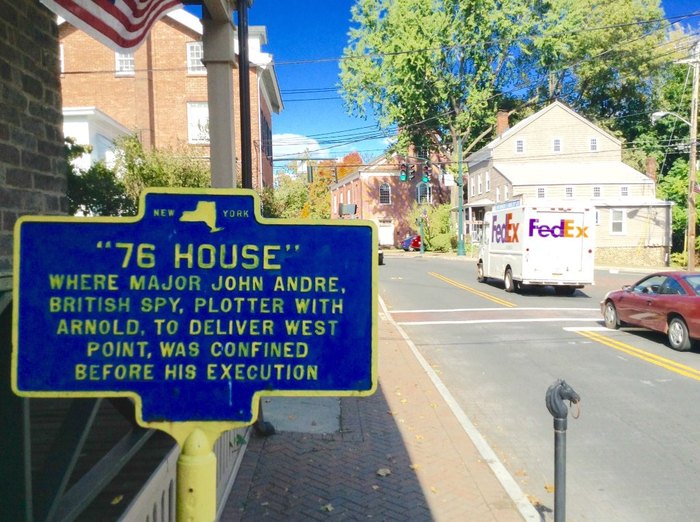 NEW YORK
"76 HOUSE"
WHERE MAJOR JOHN ANDRE,
BRITISH SPY, PLOTTER WITH
ARNOLD, TO DELIVER WEST
POINT, WAS CONFINED
BEFORE HIS EXECUTION
FedEx
FedEx